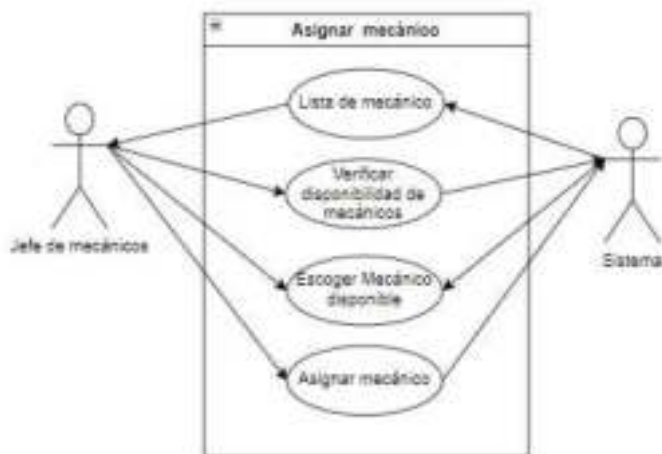 Asignar mecánico
Lista de mecánico
Verificar
disponibilidad de
mecánicos
Jefe de mecánicos
Sistema
Escoger Mecánico
disponible
Asignar mecánico